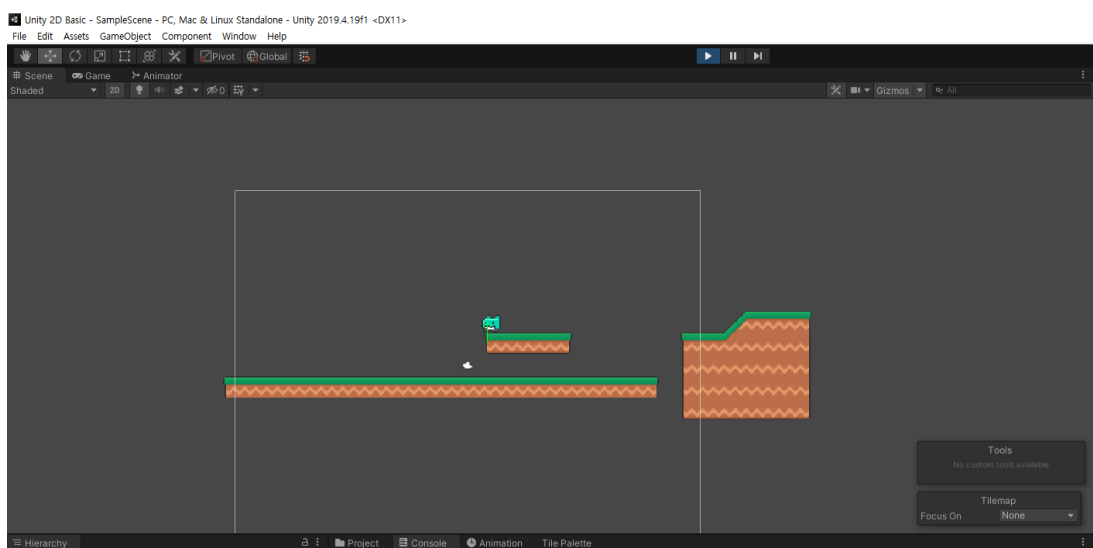 Unity 2D Basic - SampleScene - PC, Mac & Linux Standalone - Unity 2019.4.19f1 <DX11>
File Edit Assets GameObject Component Window Help
Pivot Global
Scene Game Animator
Shaded 2D 0 Gizmos All
Tools
No custom tools available
Tilemap
Focus On None
Hierarchy Project Console Animation Tile Palette